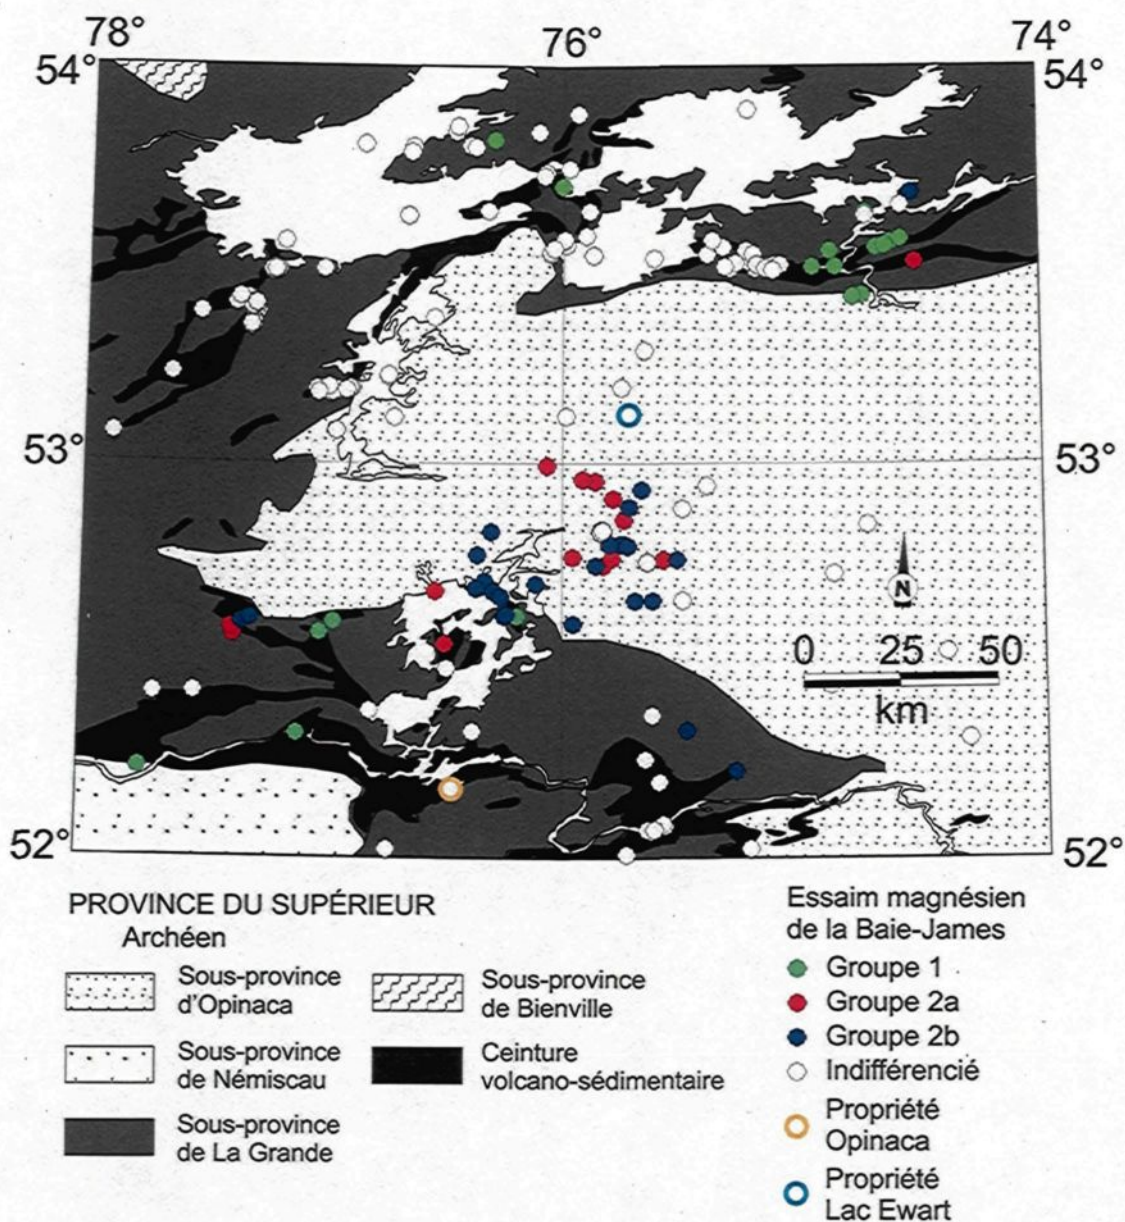 78°
76°
74°
54°
54°
53°
53°
N
0 25 50
km
52°
52°
PROVINCE DU SUPÉRIEUR
Archéen
Sous-province
d'Opinaca
Sous-province
de Némiscau
Sous-province
de La Grande
Sous-province
de Bienville
Ceinture
volcano-sédimentaire
Essaim magnésien
de la Baie-James
Groupe 1
Groupe 2a
Groupe 2b
Indifférencié
Propriété
Opinaca
Propriété
Lac Ewart